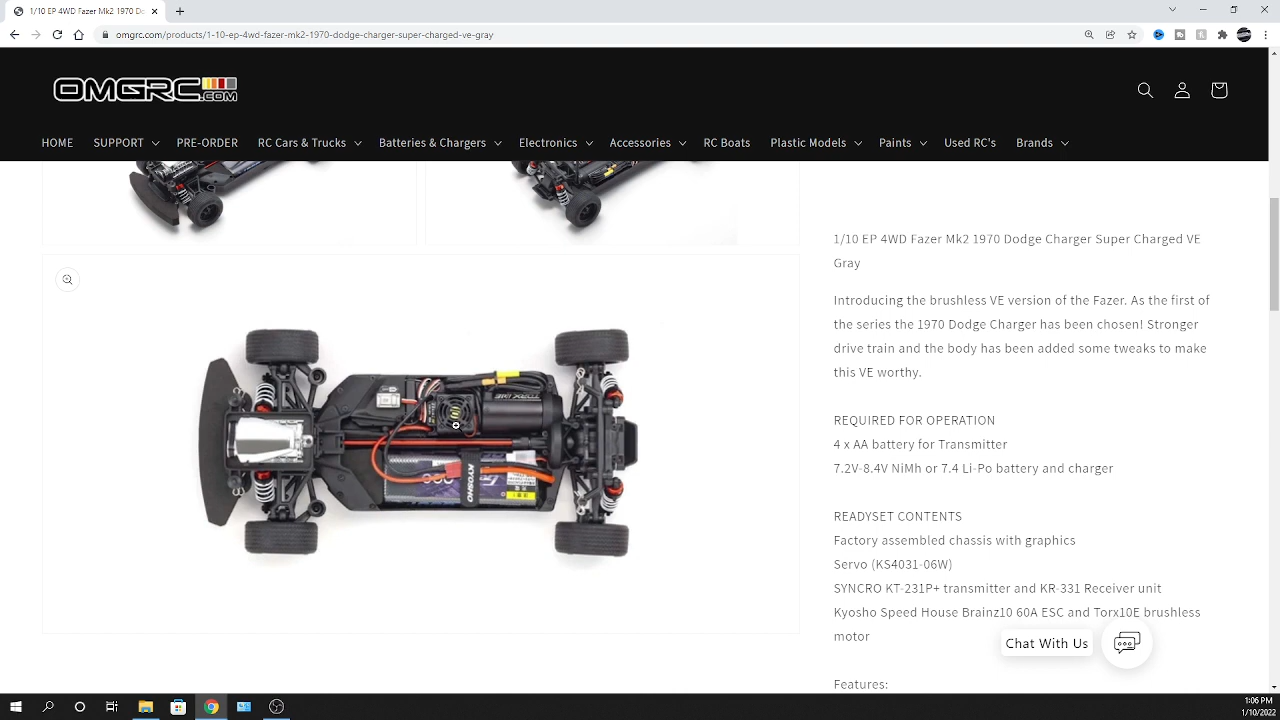 1/10 EP 4WD Fazer Mk2 1970 Do
omgrc.com/products/1-10-ep-4wd-fazer-mk2-1970-dodge-charger-super-charged-ve-gray
OMGRC.COM
HOME SUPPORT PRE-ORDER RC Cars & Trucks Batteries & Chargers Electronics Accessories RC Boats Plastic Models Paints Used RC's Brands
1/10 EP 4WD Fazer Mk2 1970 Dodge Charger Super Charged VE
Gray
Introducing the brushless VE version of the Fazer. As the first of
the series the 1970 Dodge Charger has been chosen! Stronger
drive train and the body has been added some tweaks to make
this VE worthy.
REQUIRED FOR OPERATION
4 x AA battery for Transmitter
7.2V-8.4V NiMh or 7.4 Li-Po battery and charger
READYSET CONTENTS
Factory assembled chassis with graphics
Servo (KS4031-06W)
SYNCRO KT-231P+ transmitter and KR-331 Receiver unit
Kyosho Speed House Brainz10 60A ESC and Torx10E brushless
motor
Features:
KYOSHO
Chat With Us
1:06 PM
1/10/2022